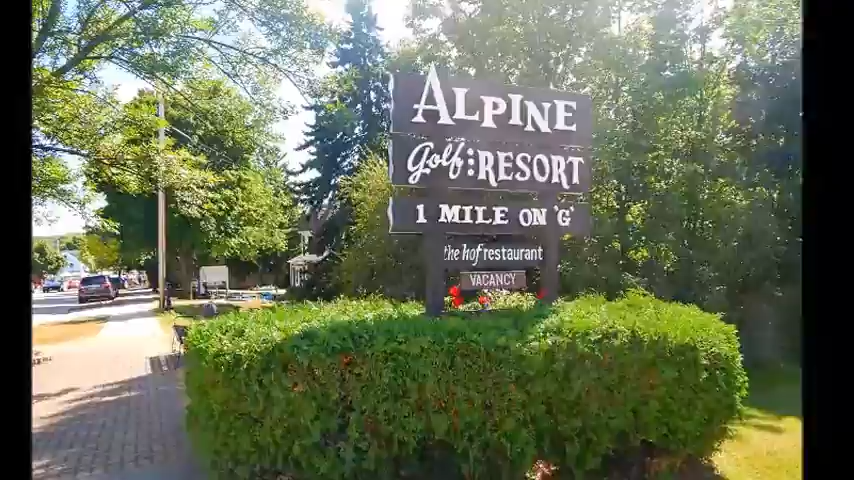 ALPINE
Golf: RESORT
1 MILE ON 'G'
the hof restaurant
VACANCY